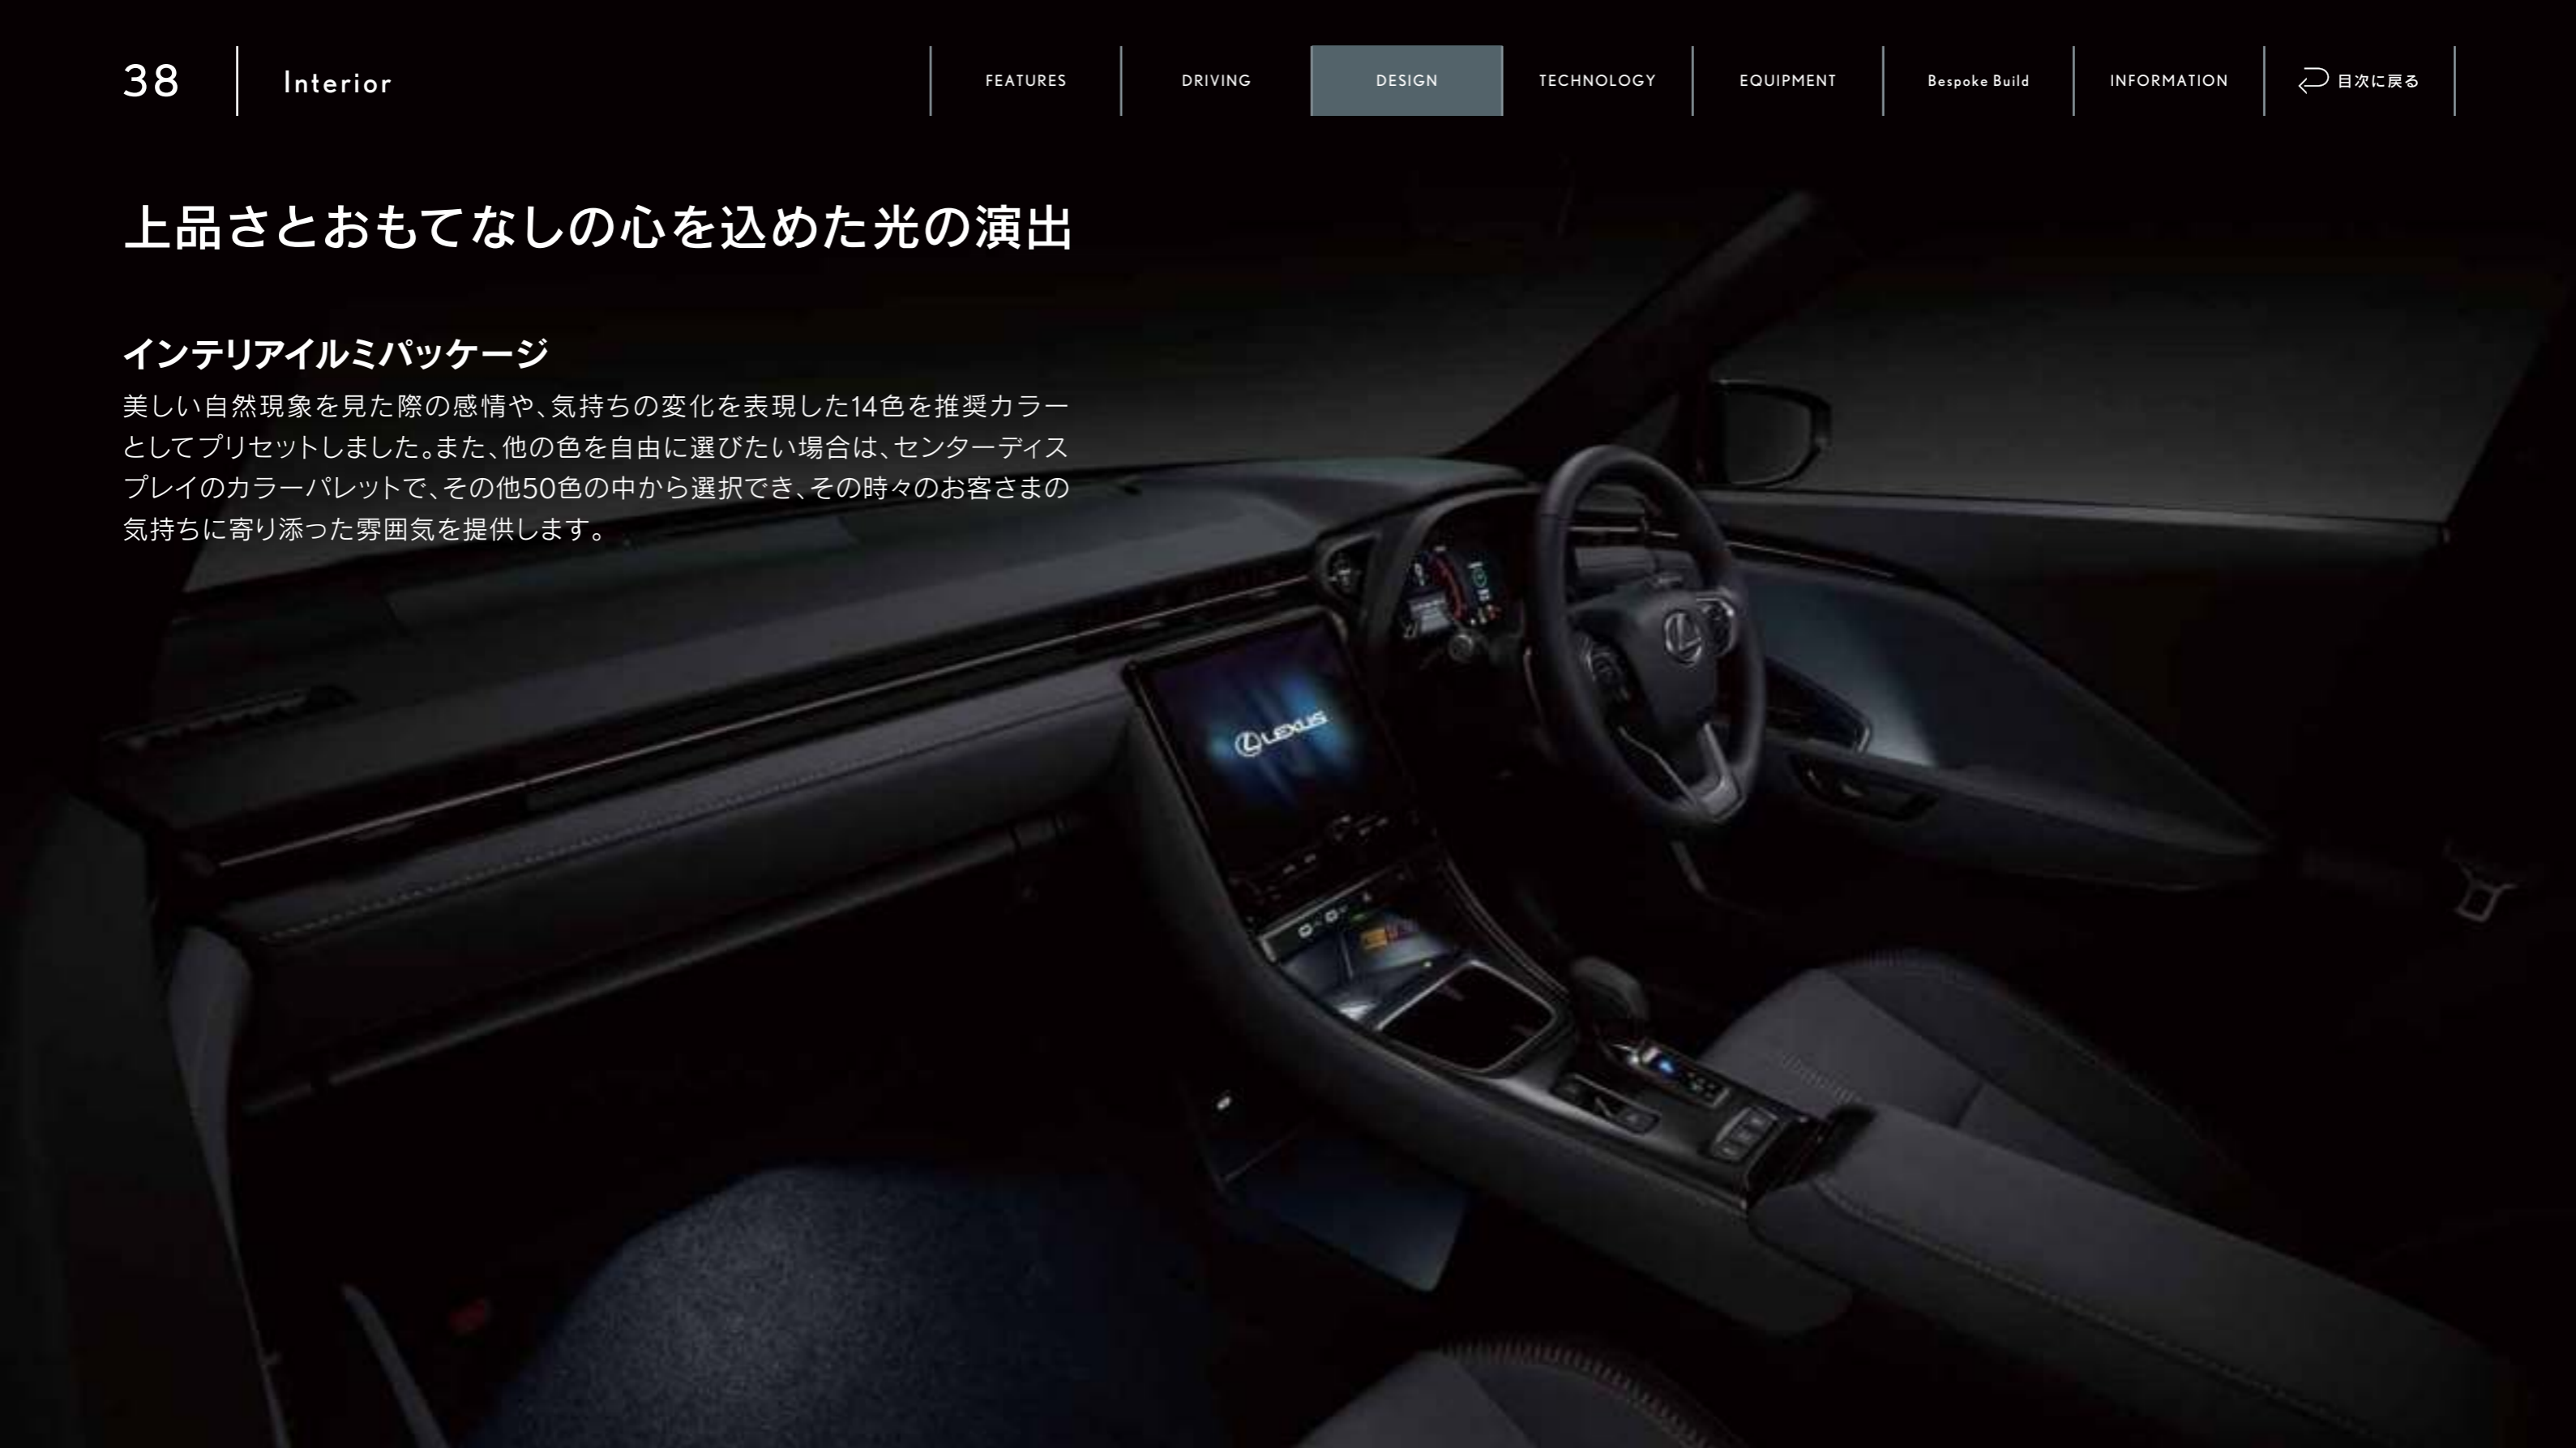 38
Interior
FEATURES
DRIVING
DESIGN
TECHNOLOGY
EQUIPMENT
Bespoke Build
INFORMATION
目次に戻る
上品さとおもてなしの心を込めた光の演出
インテリアイルミパッケージ
美しい自然現象を見た際の感情や、気持ちの変化を表現した14色を推奨カラー
としてプリセットしました。また、他の色を自由に選びたい場合は、センターディス
プレイのカラーパレットで、その他50色の中から選択でき、その時々のお客さまの
気持ちに寄り添った雰囲気を提供します。
LEXUS